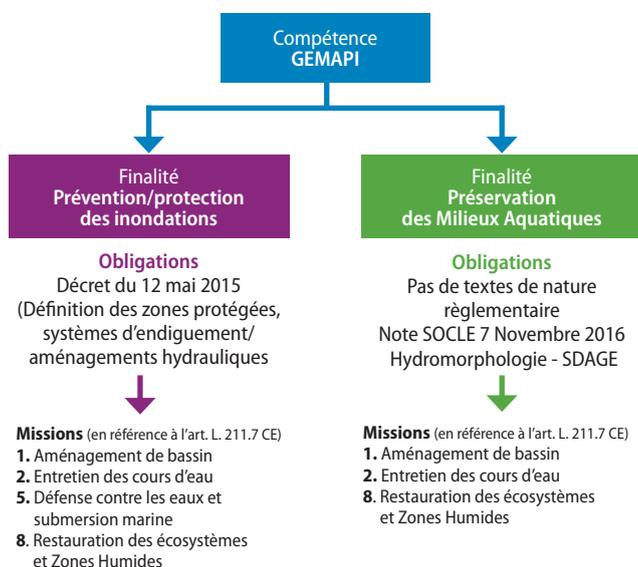 Compétence
GEMAPI
Finalité
Prévention/protection
des inondations
Obligations
Décret du 12 mai 2015
(Définition des zones protégées,
systèmes d'endiguement/
aménagements hydrauliques
Missions (en référence à l'art. L. 211.7 CE)
1. Aménagement de bassin
2. Entretien des cours d'eau
5. Défense contre les eaux et
submersion marine
8. Restauration des écosystèmes
et Zones Humides
Finalité
Préservation
des Milieux Aquatiques
Obligations
Pas de textes de nature
règlementaire
Note SOCLE 7 Novembre 2016
Hydromorphologie - SDAGE
Missions (en référence à l'art. L. 211.7 CE)
1. Aménagement de bassin
2. Entretien des cours d'eau
8. Restauration des écosystèmes
et Zones Humides